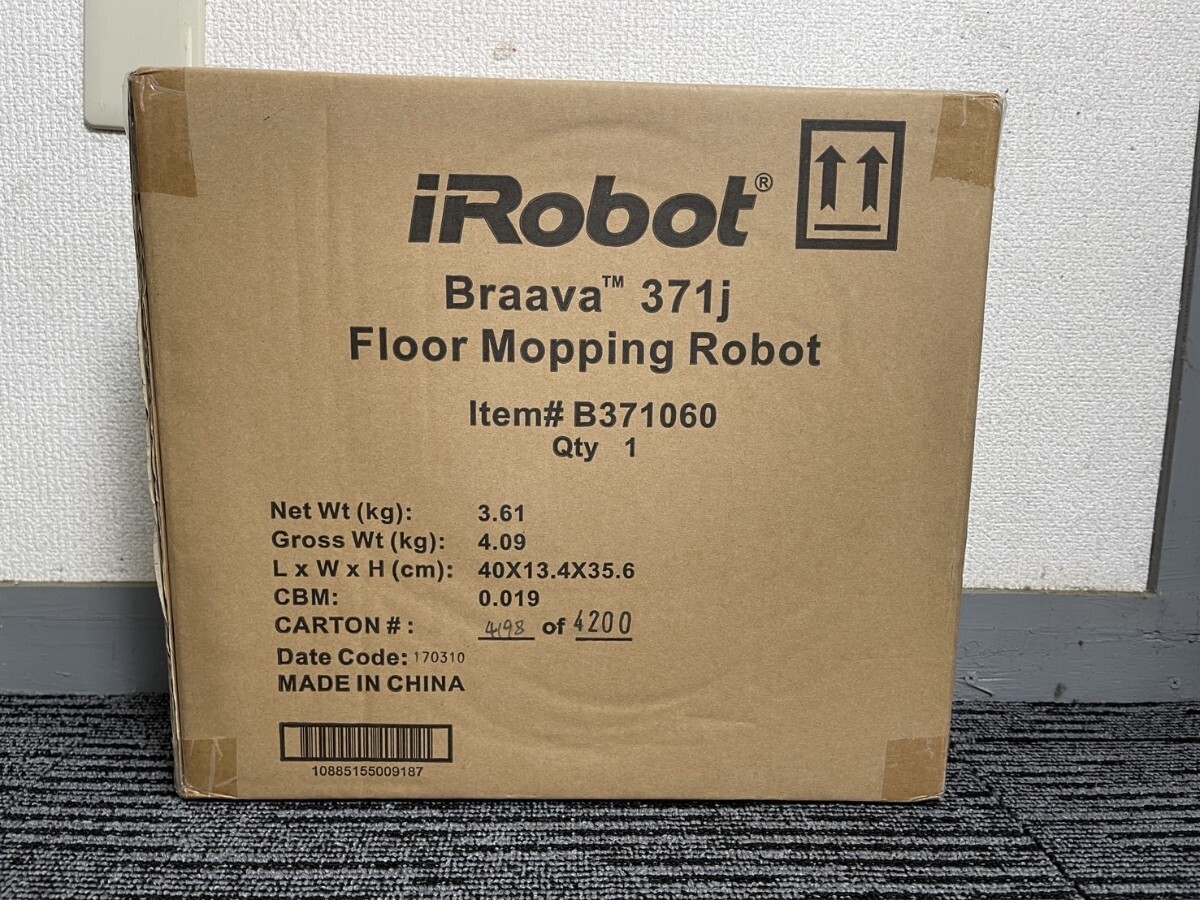 iRobot®
Braava™ 371j
Floor Mopping Robot
Item# B371060
Qty 1
Net Wt (kg): 3.61
Gross Wt (kg): 4.09
L x W x H (cm): 40X13.4X35.6
CBM: 0.019
CARTON # : 4198 of 4200
Date Code: 170310
MADE IN CHINA
10885155009187